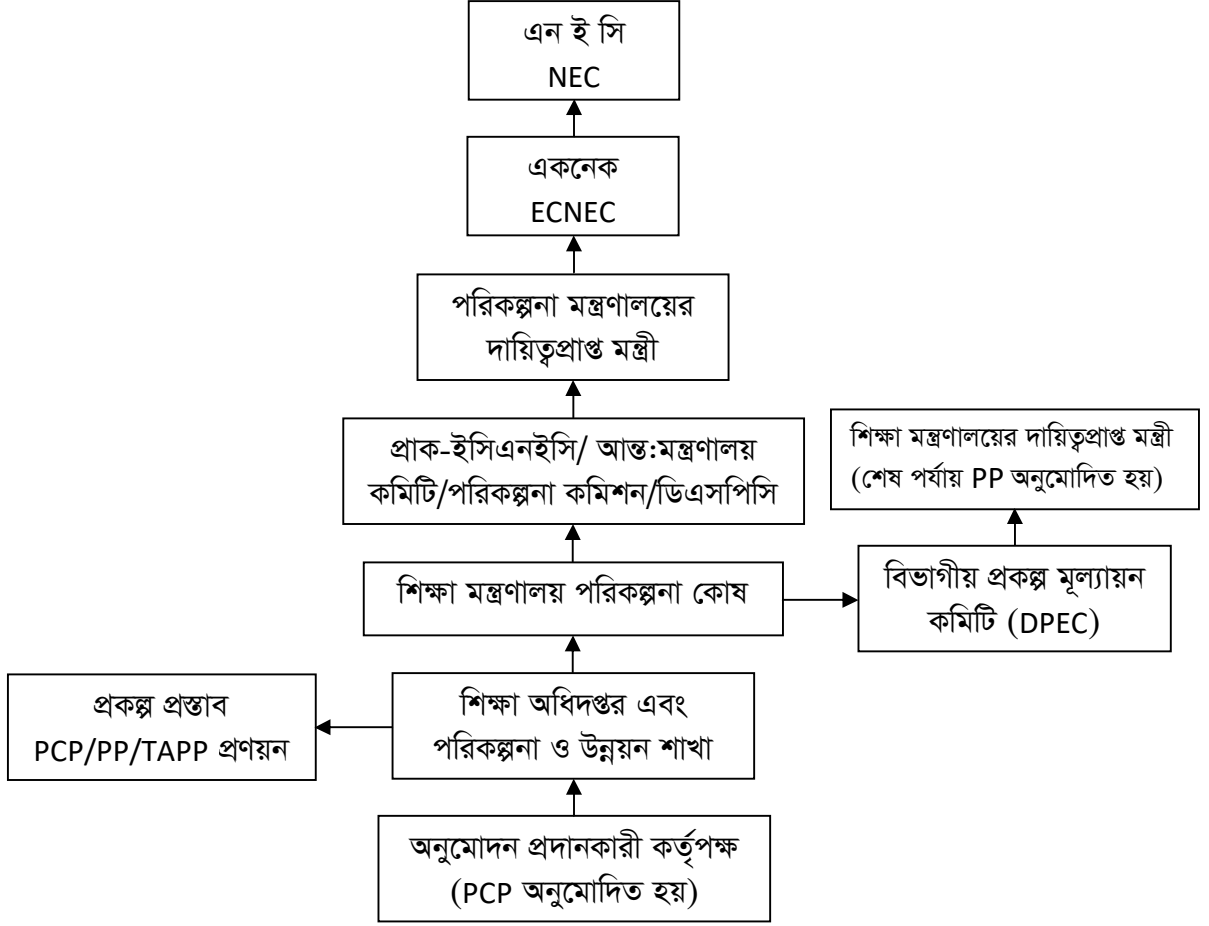 এন ই সি
NEC
একনেক
ECNEC
পরিকল্পনা মন্ত্রণালয়ের
দায়িত্বপ্রাপ্ত মন্ত্রী
প্রাক-ইসিএনইসি/ আন্ত:মন্ত্রণালয়
কমিটি/পরিকল্পনা কমিশন/ডিএসপিসি
শিক্ষা মন্ত্রণালয়ের দায়িত্বপ্রাপ্ত মন্ত্রী
(শেষ পর্যায় PP অনুমোদিত হয়)
শিক্ষা মন্ত্রণালয় পরিকল্পনা কোষ
বিভাগীয় প্রকল্প মূল্যায়ন
কমিটি (DPEC)
প্রকল্প প্রস্তাব
PCP/PP/TAPP প্রণয়ন
শিক্ষা অধিদপ্তর এবং
পরিকল্পনা ও উন্নয়ন শাখা
অনুমোদন প্রদানকারী কর্তৃপক্ষ
(PCP অনুমোদিত হয়)